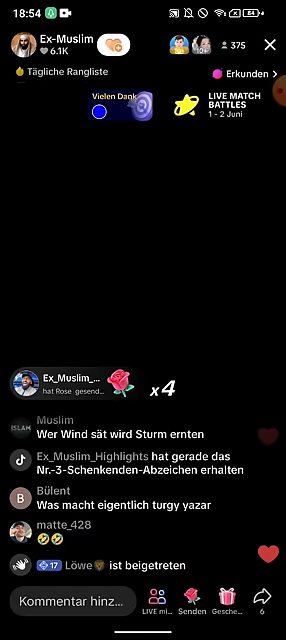 18:54
84
Ex-Muslim
6.1K
375
Tägliche Rangliste
Erkunden
Vielen Dank
LIVE MATCH
BATTLES
1 - 2 Juni
Ex_Muslim_...
hat Rose gesend...
x4
ISLAM
Muslim
Wer Wind sät wird Sturm ernten
Ex_Muslim_Highlights hat gerade das
Nr.-3-Schenkenden-Abzeichen erhalten
B
Bülent
Was macht eigentlich turgy yazar
matte_428
🤣🤣
17 Löwe🦁 ist beigetreten
Kommentar hinz...
LIVE mi...
Senden
Gesche...
6